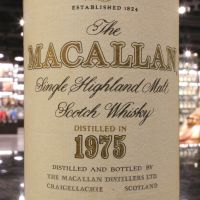 ESTABLISHED 1824
The
MACALLAN
Single Highland Malt
Scotch Whisky
DISTILLED IN
1975
DISTILLED AND BOTTLED BY
THE MACALLAN DISTILLERS LTD.
CRAIGELLACHIE - SCOTLAND